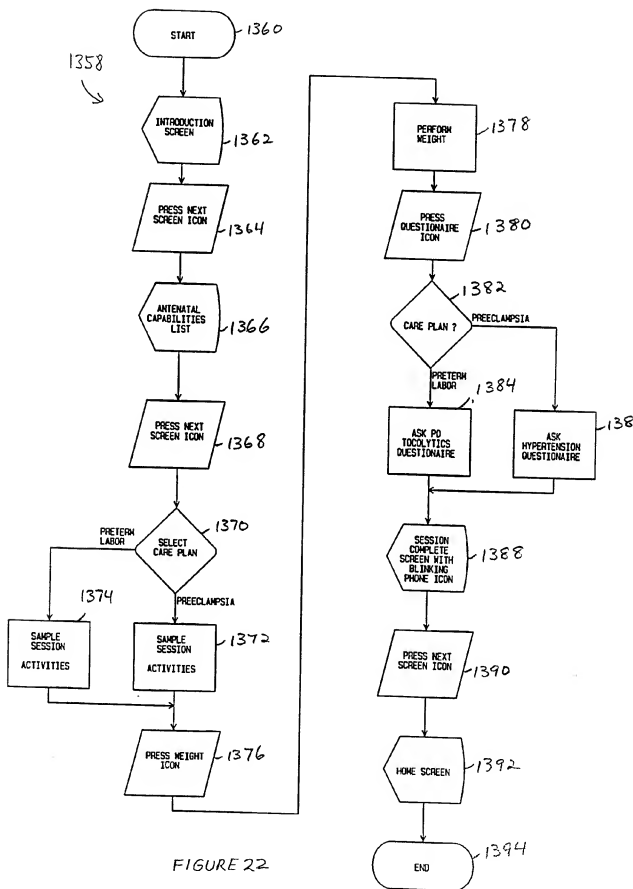 START
1360
1358
INTRODUCTION
SCREEN
1362
PRESS NEXT
SCREEN ICON
1364
ANTENATAL
CAPABILITIES
LIST
1366
PRESS NEXT
SCREEN ICON
1368
SELECT
CARE PLAN
1370
PRETERM
LABOR
PREECLAMPSIA
SAMPLE
SESSION
ACTIVITIES
1374
SAMPLE
SESSION
ACTIVITIES
1372
PRESS WEIGHT
ICON
1376
PERFORM
WEIGHT
1378
PRESS
QUESTIONAIRE
ICON
1380
1382
CARE PLAN ?
PREECLAMPSIA
PRETERM
LABOR
1384
ASK PO
TOCOLYTICS
QUESTIONAIRE
138
ASK
HYPERTENSION
QUESTIONAIRE
SESSION
COMPLETE
SCREEN WITH
BLINKING
PHONE ICON
1388
PRESS NEXT
SCREEN ICON
1390
HOME SCREEN
1392
END
1394
FIGURE 22